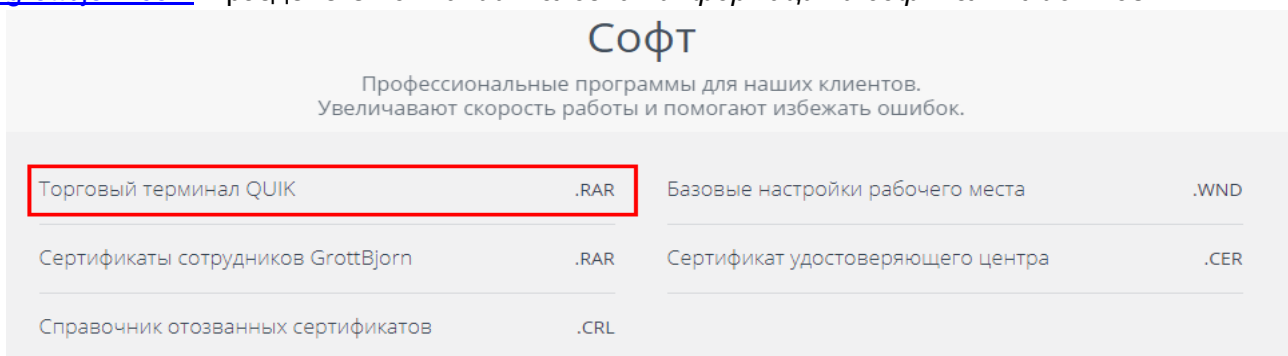 Софт
Профессиональные программы для наших клиентов.
Увеличавают скорость работы и помогают избежать ошибок.
Торговый терминал QUIK .RAR
Базовые настройки рабочего места .WND
Сертификаты сотрудников GrottBjorn .RAR
Сертификат удостоверяющего центра .CER
Справочник отозванных сертификатов .CRL